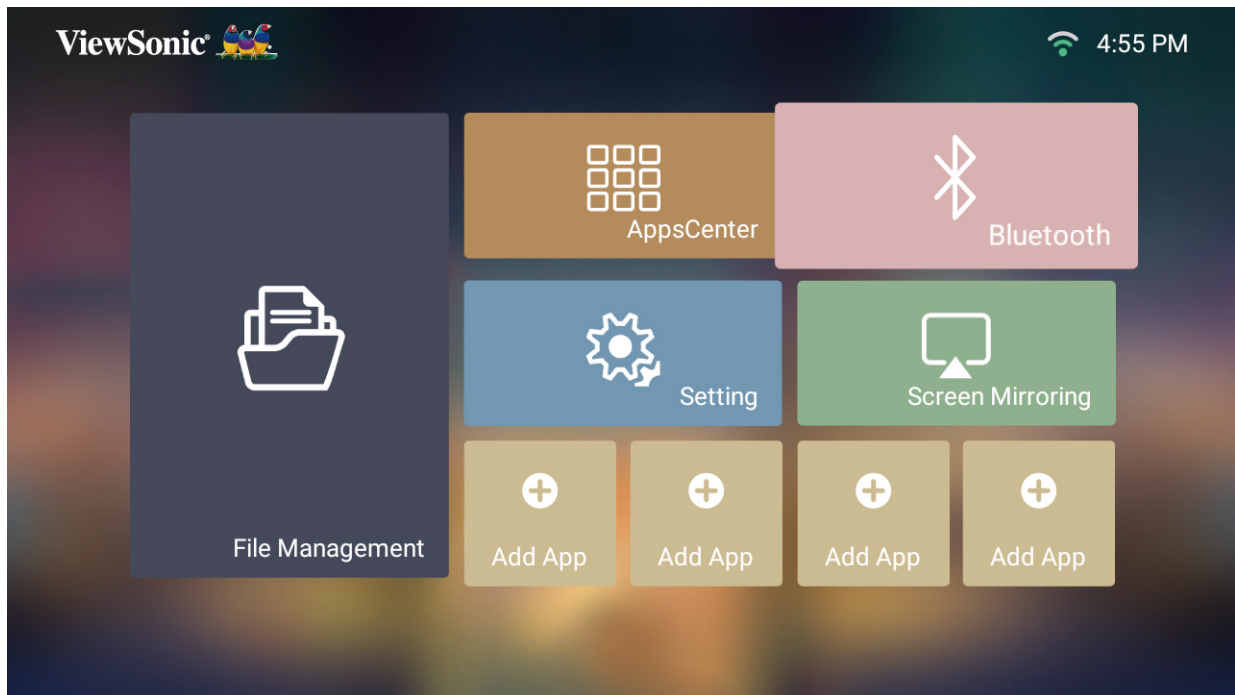 ViewSonic®
4:55 PM
AppsCenter
Bluetooth
Setting
Screen Mirroring
File Management
Add App
Add App
Add App
Add App